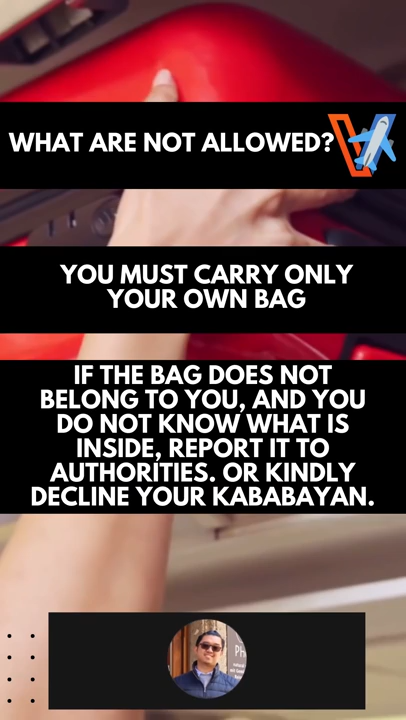 WHAT ARE NOT ALLOWED?
YOU MUST CARRY ONLY
YOUR OWN BAG
IF THE BAG DOES NOT
BELONG TO YOU, AND YOU
DO NOT KNOW WHAT IS
INSIDE, REPORT IT TO
AUTHORITIES. OR KINDLY
DECLINE YOUR KABABAYAN.